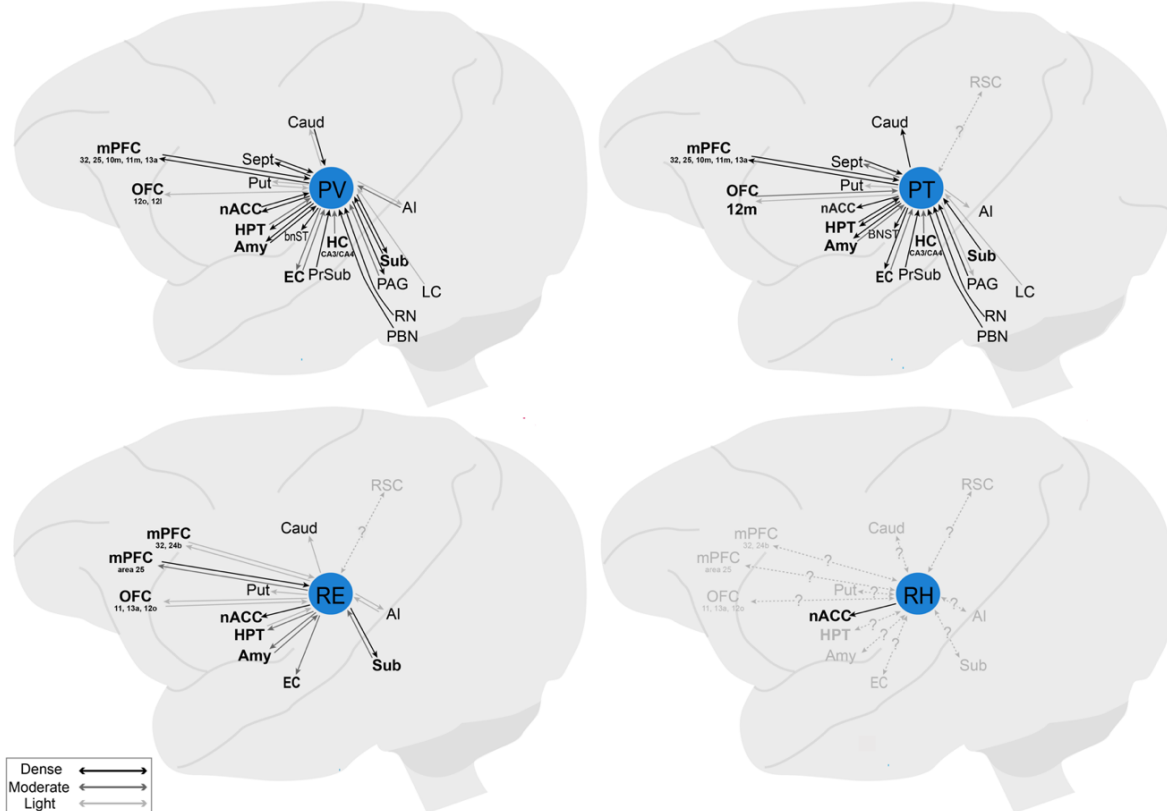 Caud
mPFC
32, 25, 10m, 11m, 13a
Sept
Put
OFC
12o, 12l
PV
nACC
AI
HPT
bnST
Amy
HC
CA3/CA4
Sub
EC
PrSub
PAG
LC
RN
PBN
RSC
?
Caud
mPFC
32, 25, 10m, 11m, 13a
Sept
Put
OFC
12m
PT
nACC
AI
HPT
BNST
Amy
HC
CA3/CA4
Sub
EC
PrSub
PAG
LC
RN
PBN
RSC
?
mPFC
32, 24b
Caud
mPFC
area 25
OFC
11, 13a, 12o
Put
RE
nACC
AI
HPT
Amy
Sub
EC
RSC
?
mPFC
32, 24b
Caud
?
?
mPFC
area 25
?
OFC
11, 13a, 12o
?
Put
?
RH
nACC
?
AI
HPT
?
?
Amy
?
?
Sub
EC
Dense
Moderate
Light